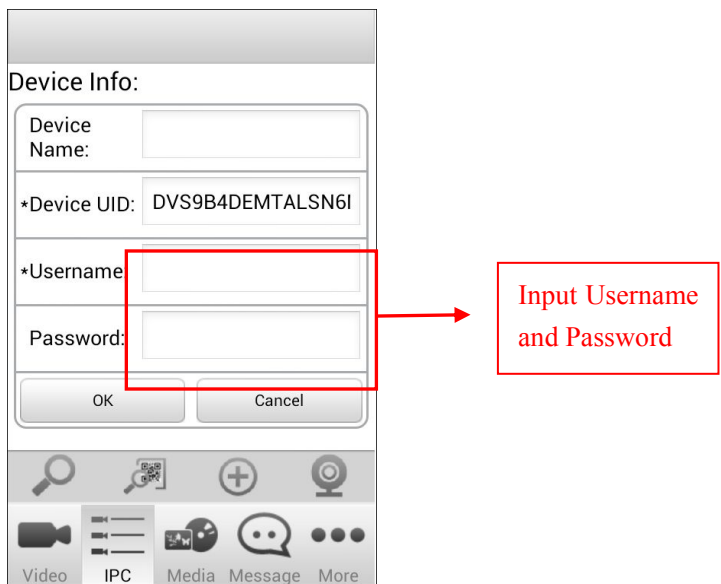 Device Info:
Device
Name:
*Device UID: DVS9B4DEMTALSN6I
*Username:
Password:
OK Cancel
Input Username
and Password
Video IPC Media Message More